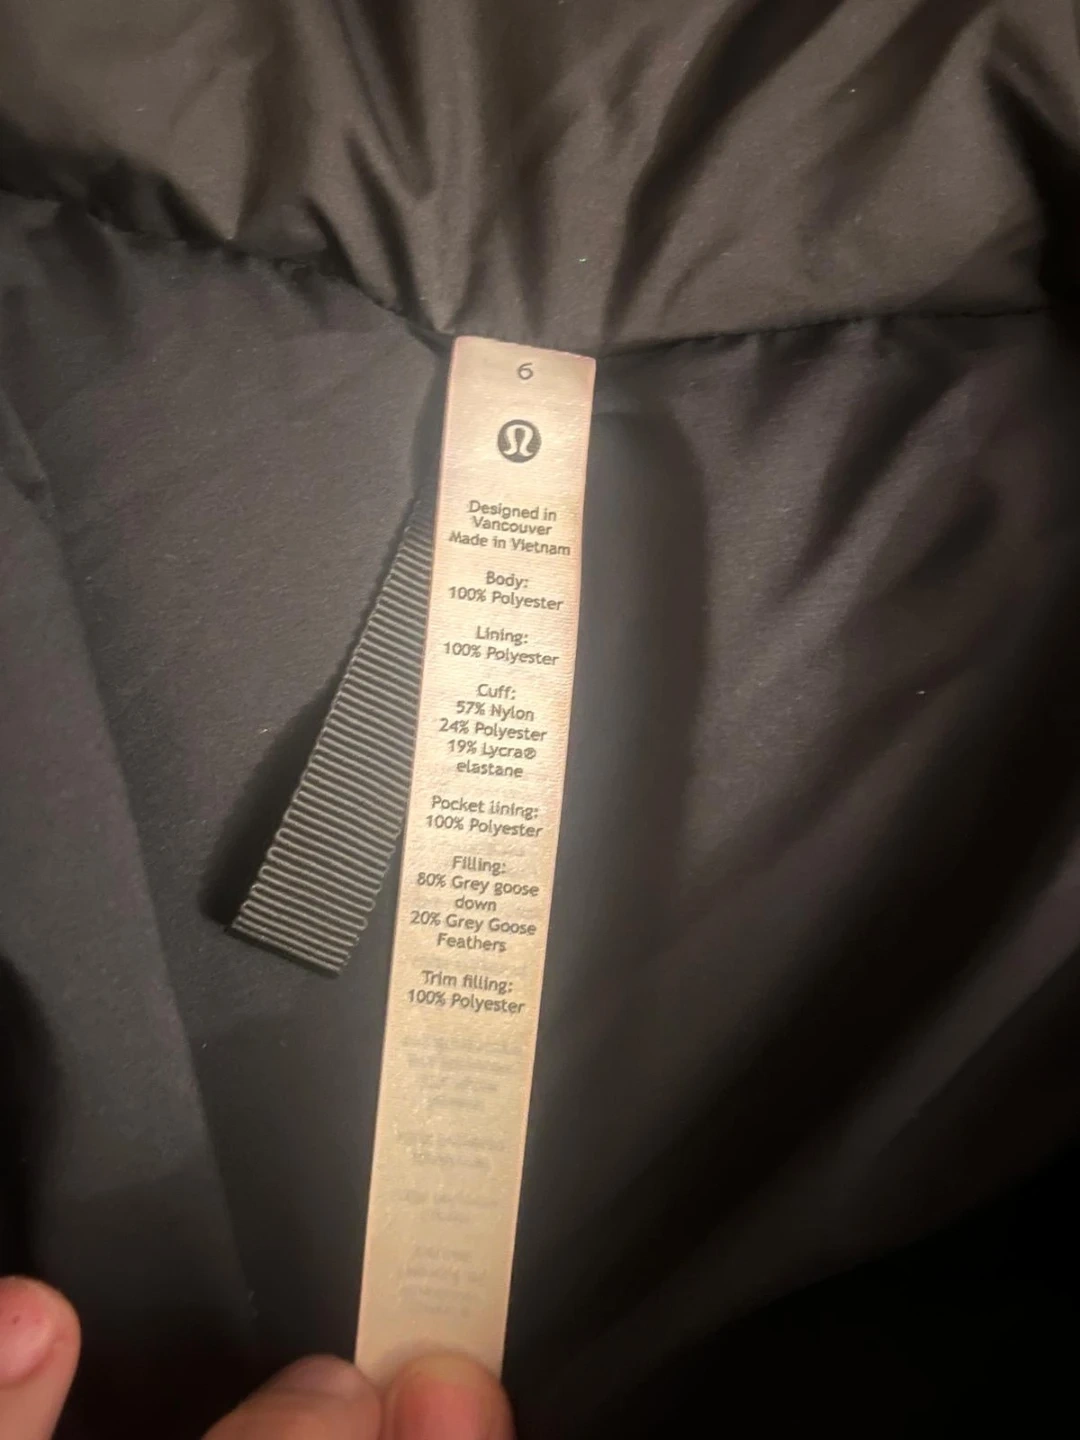 6
Designed in
Vancouver
Made in Vietnam
Body:
100% Polyester
Lining:
100% Polyester
Cuff:
57% Nylon
24% Polyester
19% Lycra®
elastane
Pocket lining:
100% Polyester
Filling:
80% Grey goose
down
20% Grey Goose
Feathers
Trim filling:
100% Polyester